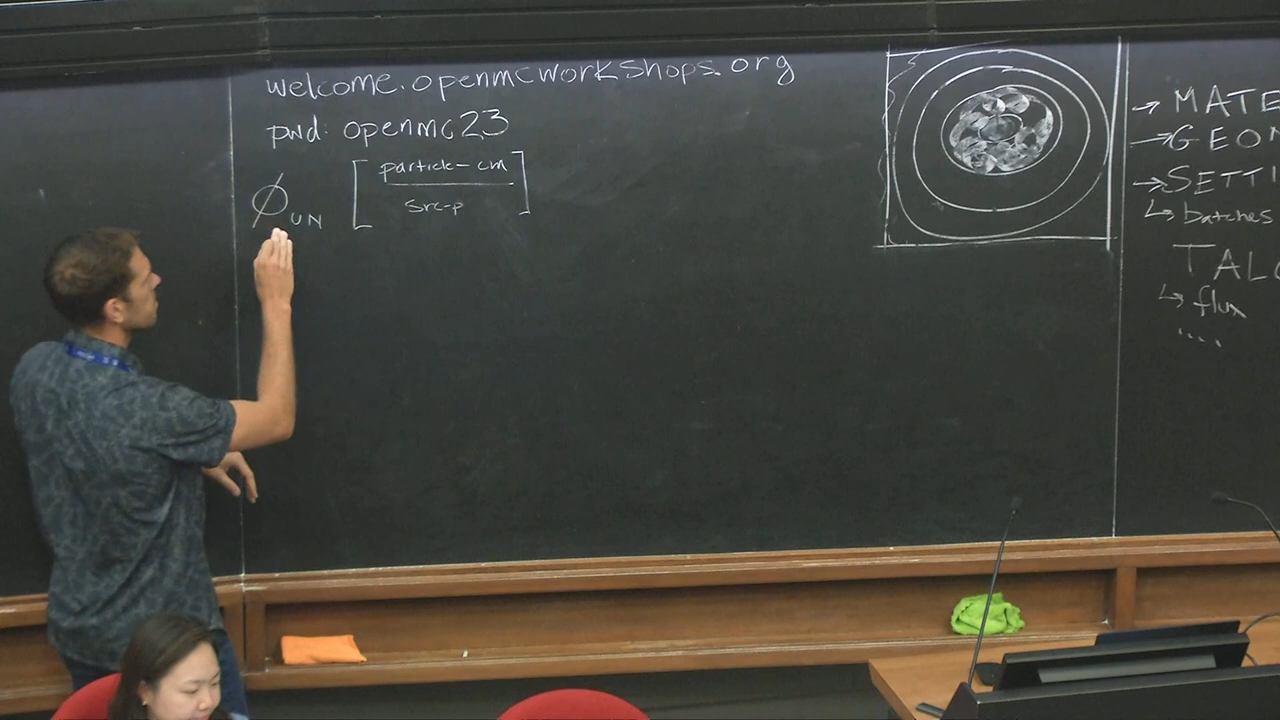 welcome.openmcworkshops.org
pwd: openmc23
ϕUN [particle-cm
src-p]
→ MATE
→ GEOM
→ SETTI
↳ batches
TAL
↳ flux
....